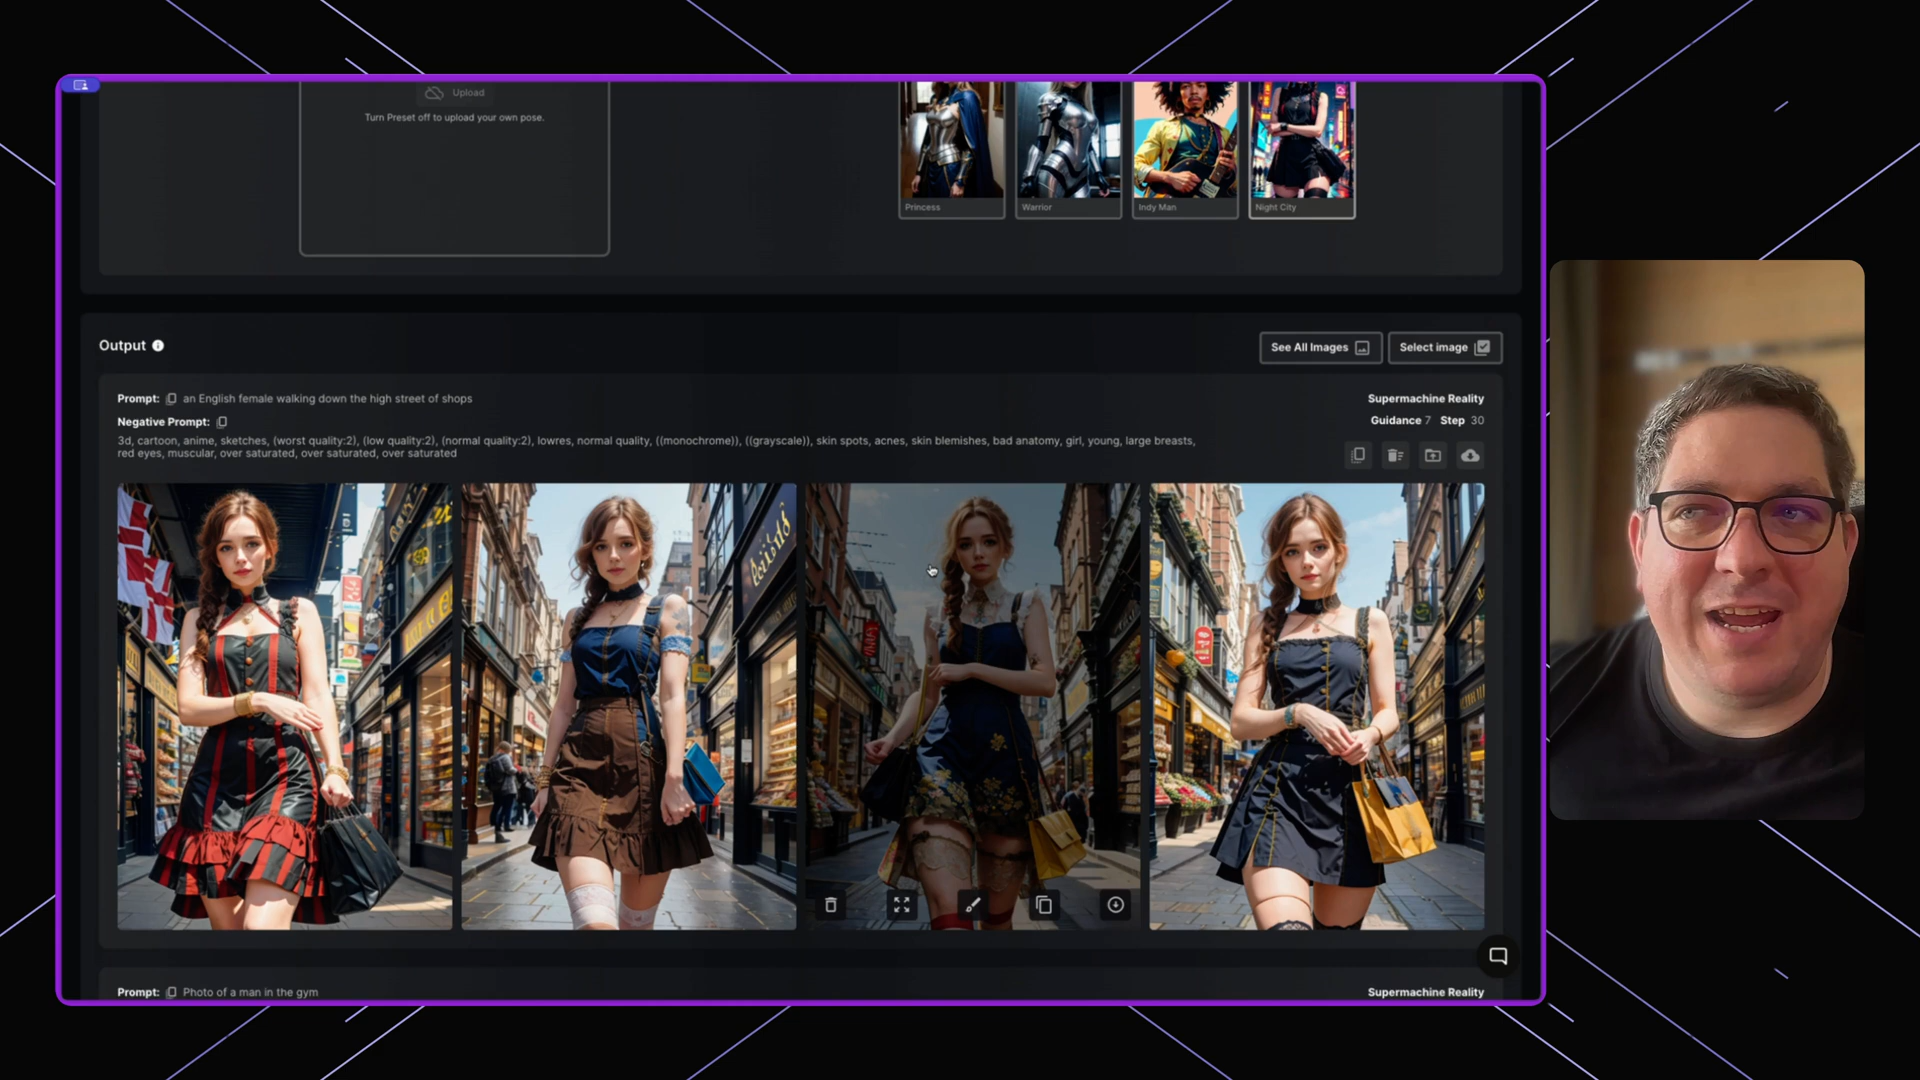 Upload
Turn Preset off to upload your own pose.
Princess
Warrior
Indy Man
Night City
Output
See All Images
Select image
Prompt: an English female walking down the high street of shops
Supermachine Reality
Negative Prompt:
Guidance 7 Step 30
3d, cartoon, anime, sketches, (worst quality:2), (low quality:2), (normal quality:2), lowres, normal quality, ((monochrome)), ((grayscale)), skin spots, acnes, skin blemishes, bad anatomy, girl, young, large breasts,
red eyes, muscular, over saturated, over saturated, over saturated
Prompt: Photo of a man in the gym
Supermachine Reality